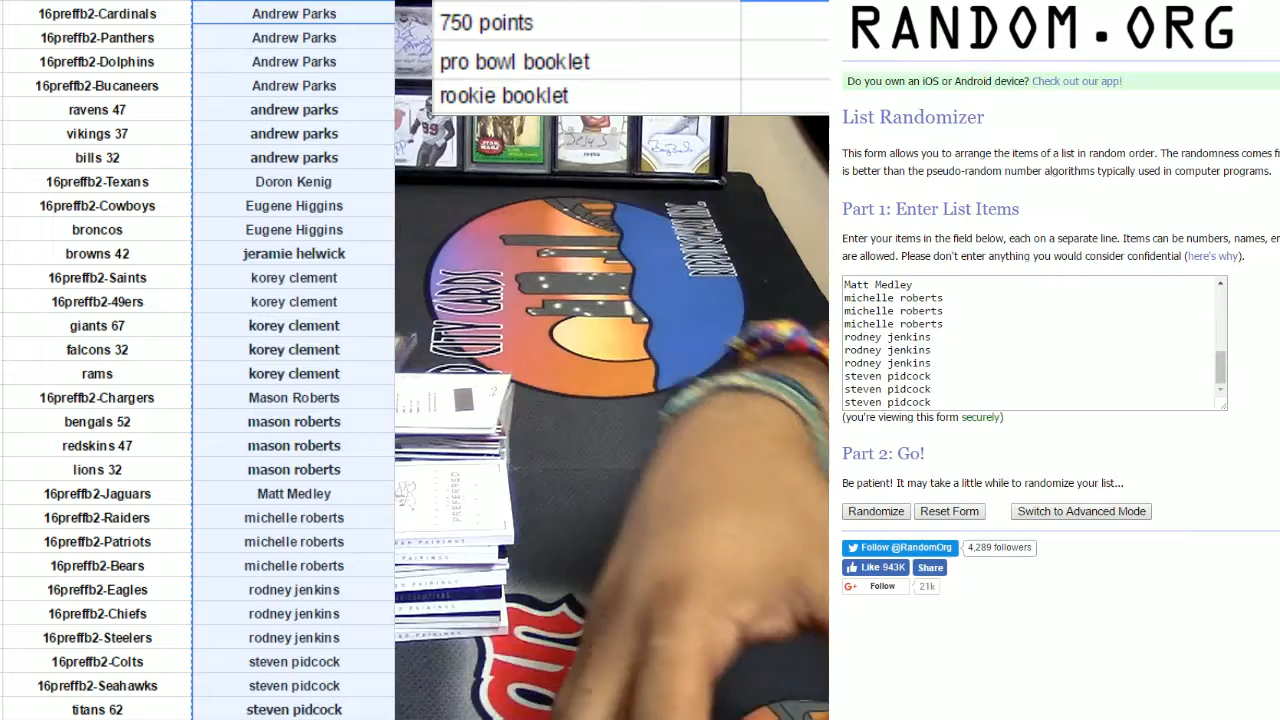 16preffb2-Cardinals Andrew Parks
16preffb2-Panthers Andrew Parks
16preffb2-Dolphins Andrew Parks
16preffb2-Bucaneers Andrew Parks
ravens 47 andrew parks
vikings 37 andrew parks
bills 32 andrew parks
16preffb2-Texans Doron Kenig
16preffb2-Cowboys Eugene Higgins
broncos Eugene Higgins
browns 42 jeramie helwick
16preffb2-Saints korey clement
16preffb2-49ers korey clement
giants 67 korey clement
falcons 32 korey clement
rams korey clement
16preffb2-Chargers Mason Roberts
bengals 52 mason roberts
redskins 47 mason roberts
lions 32 mason roberts
16preffb2-Jaguars Matt Medley
16preffb2-Raiders michelle roberts
16preffb2-Patriots michelle roberts
16preffb2-Bears michelle roberts
16preffb2-Eagles rodney jenkins
16preffb2-Chiefs rodney jenkins
16preffb2-Steelers rodney jenkins
16preffb2-Colts steven pidcock
16preffb2-Seahawks steven pidcock
titans 62 steven pidcock
750 points
pro bowl booklet
rookie booklet
99
STAR WARS
CITY CARDS
RANDOM.ORG
Do you own an iOS or Android device? Check out our app!
List Randomizer
This form allows you to arrange the items of a list in random order. The randomness comes f
is better than the pseudo-random number algorithms typically used in computer programs.
Part 1: Enter List Items
Enter your items in the field below, each on a separate line. Items can be numbers, names, e
are allowed. Please don't enter anything you would consider confidential (here's why).
Matt Medley
michelle roberts
michelle roberts
michelle roberts
rodney jenkins
rodney jenkins
rodney jenkins
steven pidcock
steven pidcock
steven pidcock
(you're viewing this form securely)
Part 2: Go!
Be patient! It may take a little while to randomize your list...
Randomize Reset Form Switch to Advanced Mode
Follow @RandomOrg 4,289 followers
Like 943K Share
G+ Follow 21k